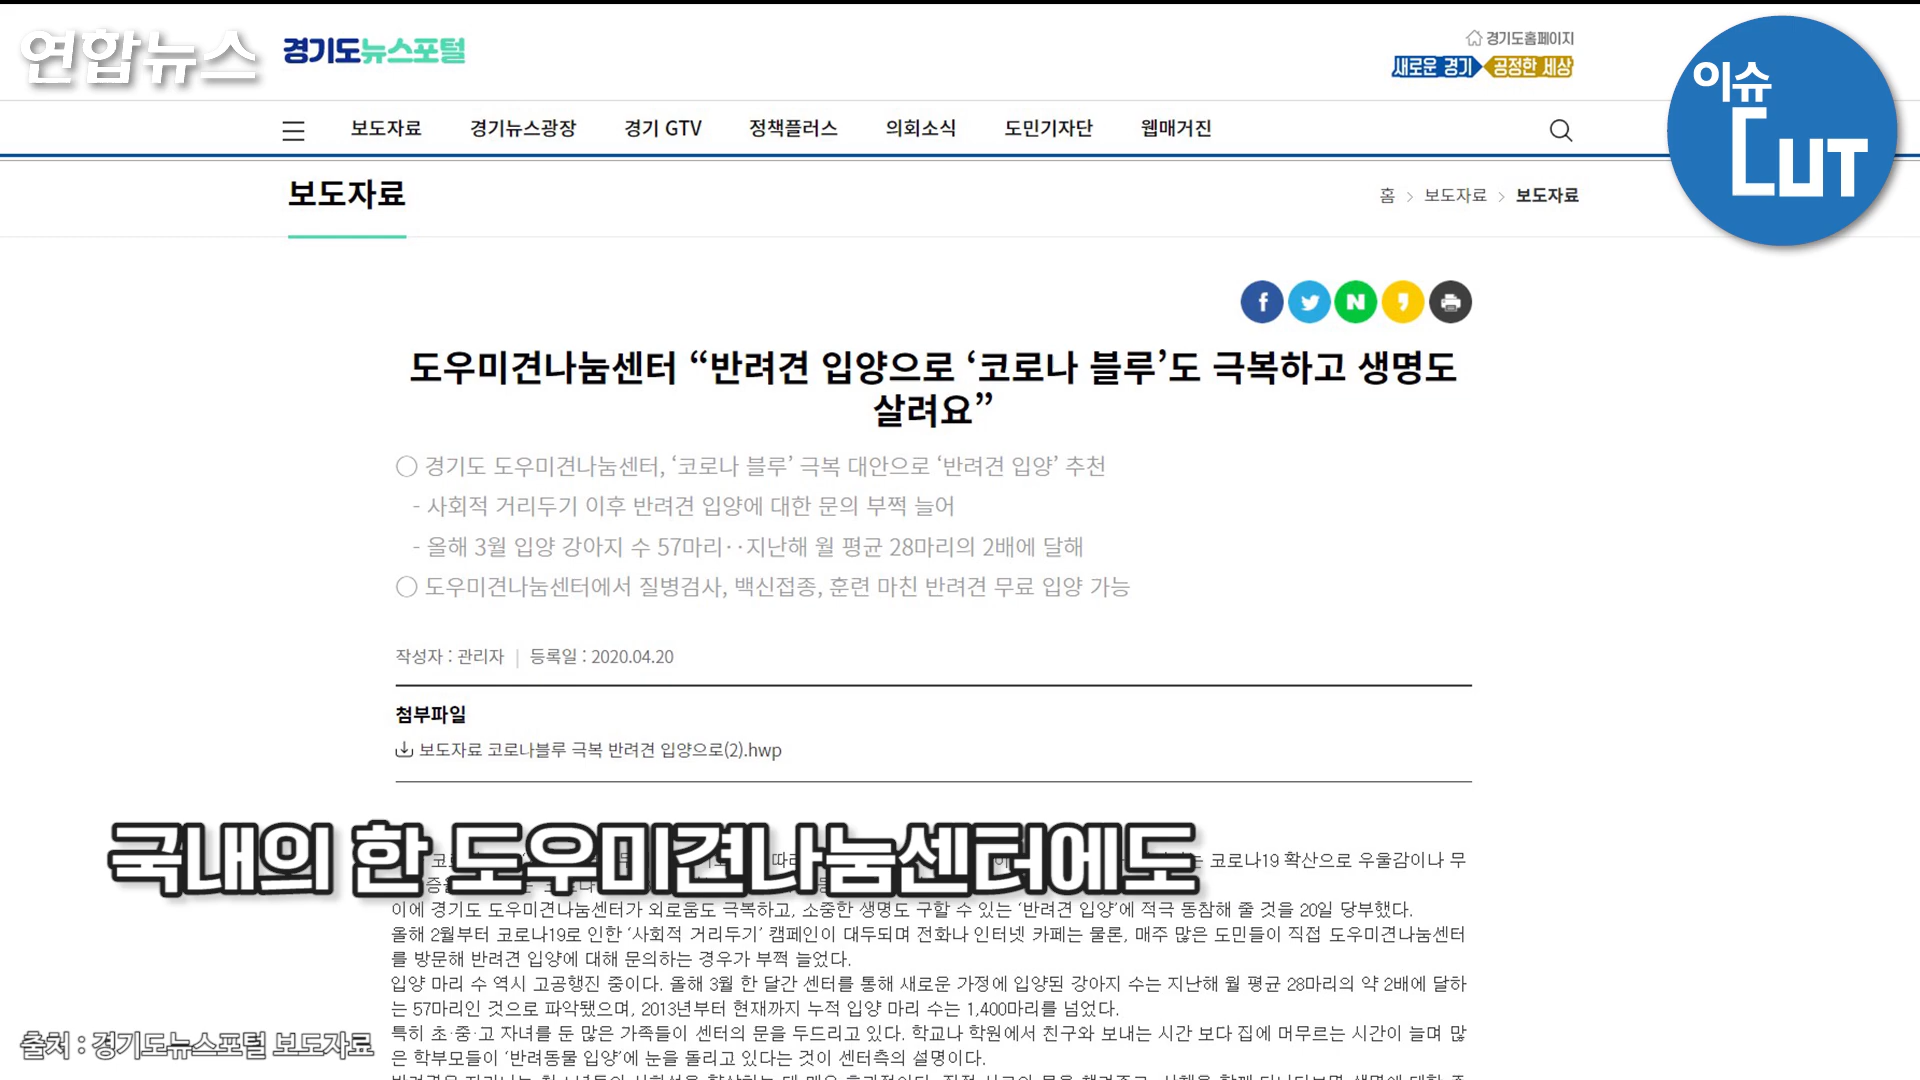 연합뉴스
경기도뉴스포털
경기도홈페이지
새로운 경기 공정한 세상
이슈
CUT
보도자료 경기뉴스광장 경기 GTV 정책플러스 의회소식 도민기자단 웹매거진
보도자료
홈 > 보도자료 > 보도자료
도우미견나눔센터 “반려견 입양으로 ‘코로나 블루’도 극복하고 생명도
살려요”
○ 경기도 도우미견나눔센터, ‘코로나 블루’ 극복 대안으로 ‘반려견 입양’ 추천
- 사회적 거리두기 이후 반려견 입양에 대한 문의 부쩍 늘어
- 올해 3월 입양 강아지 수 57마리‥지난해 월 평균 28마리의 2배에 달해
○ 도우미견나눔센터에서 질병검사, 백신접종, 훈련 마친 반려견 무료 입양 가능
작성자 : 관리자 | 등록일 : 2020.04.20
첨부파일
보도자료 코로나블루 극복 반려견 입양으로(2).hwp
국내의 한 도우미견나눔센터에도
코로나19 확산으로 우울감이나 무
이에 경기도 도우미견나눔센터가 외로움도 극복하고, 소중한 생명도 구할 수 있는 ‘반려견 입양’에 적극 동참해 줄 것을 20일 당부했다.
올해 2월부터 코로나19로 인한 ‘사회적 거리두기’ 캠페인이 대두되며 전화나 인터넷 카페는 물론, 매주 많은 도민들이 직접 도우미견나눔센터
를 방문해 반려견 입양에 대해 문의하는 경우가 부쩍 늘었다.
입양 마리 수 역시 고공행진 중이다. 올해 3월 한 달간 센터를 통해 새로운 가정에 입양된 강아지 수는 지난해 월 평균 28마리의 약 2배에 달하
는 57마리인 것으로 파악됐으며, 2013년부터 현재까지 누적 입양 마리 수는 1,400마리를 넘었다.
특히 초·중·고 자녀를 둔 많은 가족들이 센터의 문을 두드리고 있다. 학교나 학원에서 친구와 보내는 시간 보다 집에 머무르는 시간이 늘며 많
은 학부모들이 ‘반려동물 입양’에 눈을 돌리고 있다는 것이 센터측의 설명이다.
출처 : 경기도뉴스포털 보도자료